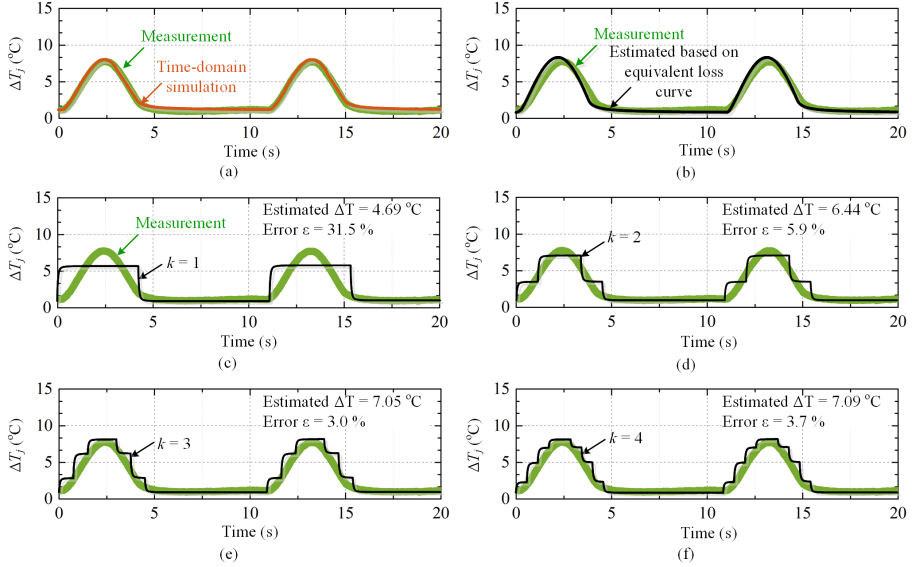 15
10
5
0
ΔTj (°C)
Measurement
Time-domain
simulation
0 5 10 15 20
Time (s)
(a)
15
10
5
0
ΔTj (°C)
Measurement
Estimated based on
equivalent loss
curve
0 5 10 15 20
Time (s)
(b)
15
10
5
0
ΔTj (°C)
Estimated ΔT = 4.69 °C
Error ε = 31.5 %
Measurement
k = 1
0 5 10 15 20
Time (s)
(c)
15
10
5
0
ΔTj (°C)
Estimated ΔT = 6.44 °C
Error ε = 5.9 %
k = 2
0 5 10 15 20
Time (s)
(d)
15
10
5
0
ΔTj (°C)
Estimated ΔT = 7.05 °C
Error ε = 3.0 %
k = 3
0 5 10 15 20
Time (s)
(e)
15
10
5
0
ΔTj (°C)
Estimated ΔT = 7.09 °C
Error ε = 3.7 %
k = 4
0 5 10 15 20
Time (s)
(f)